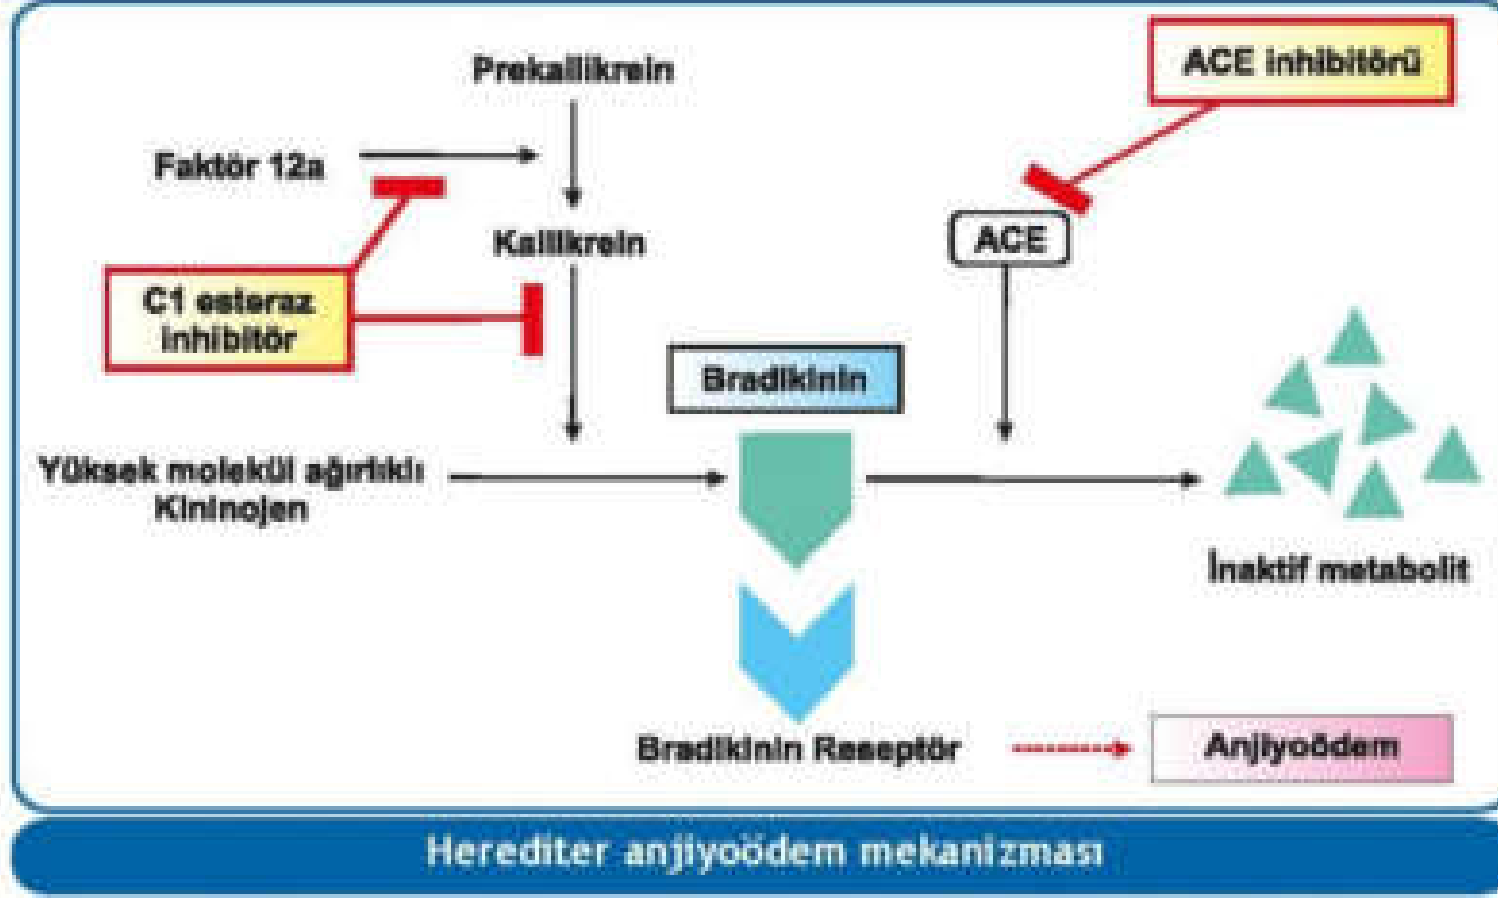 Prekallikrein
ACE inhibitörü
Faktör 12a
Kallikrein
ACE
C1 esteraz
inhibitör
Bradikinin
Yüksek molekül ağırlıklı
Kininojen
İnaktif metabolit
Bradikinin Reseptör
Anjiyoödem
Herediter anjiyoödem mekanizması